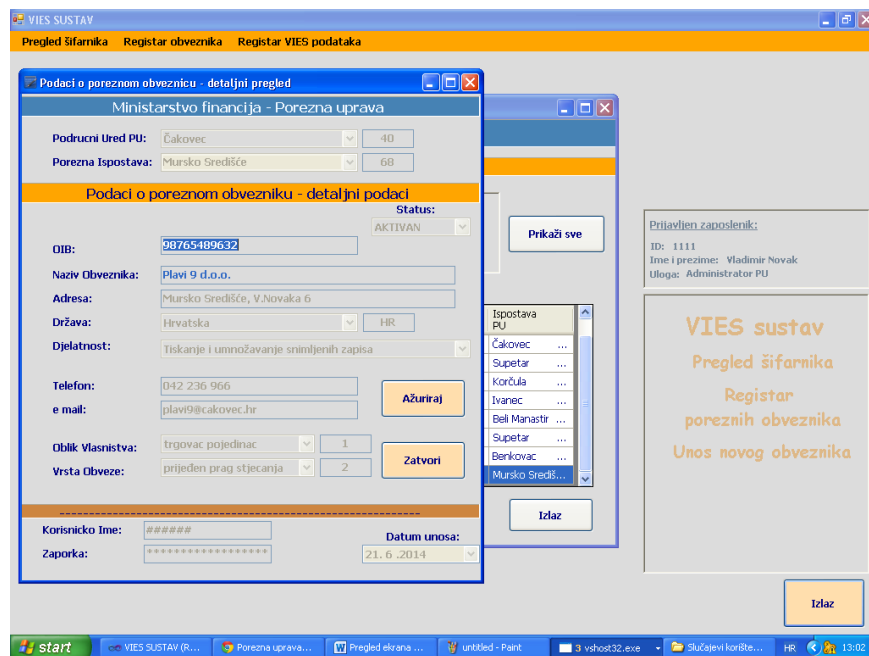 VIES SUSTAV
Pregled šifarnika Registar obveznika Registar VIES podataka
Podaci o poreznom obveznicu - detaljni pregled
Ministarstvo financija - Porezna uprava
Podrucni Ured PU: Čakovec 40
Porezna Ispostava: Mursko Središće 68
Podaci o poreznom obvezniku - detaljni podaci
Status:
AKTIVAN
OIB: 98765489632
Naziv Obveznika: Plavi 9 d.o.o.
Adresa: Mursko Središće, V.Novaka 6
Država: Hrvatska HR
Djelatnost: Tiskanje i umnožavanje snimljenih zapisa
Telefon: 042 236 966
e mail: plavi9@cakovec.hr
Ažuriraj
Oblik Vlasnistva: trgovac pojedinac 1
Vrsta Obveze: prijeđen prag stjecanja 2
Zatvori
Korisnicko Ime: ######
Zaporka: ******************
Datum unosa:
21. 6 .2014
Prikaži sve
Ispostava
PU
Čakovec ...
Supetar ...
Korčula ...
Ivanec ...
Beli Manastir ...
Supetar ...
Benkovac ...
Mursko Središ...
Izlaz
Prijavljen zaposlenik:
ID: 1111
Ime i prezime: Vladimir Novak
Uloga: Administrator PU
VIES sustav
Pregled šifarnika
Registar
poreznih obveznika
Unos novog obveznika
Izlaz
start VIES SUSTAV (R... Porezna uprava... Pregled ekrana ... untitled - Paint 3 vshost32.exe Slučajevi korište... HR 13:02